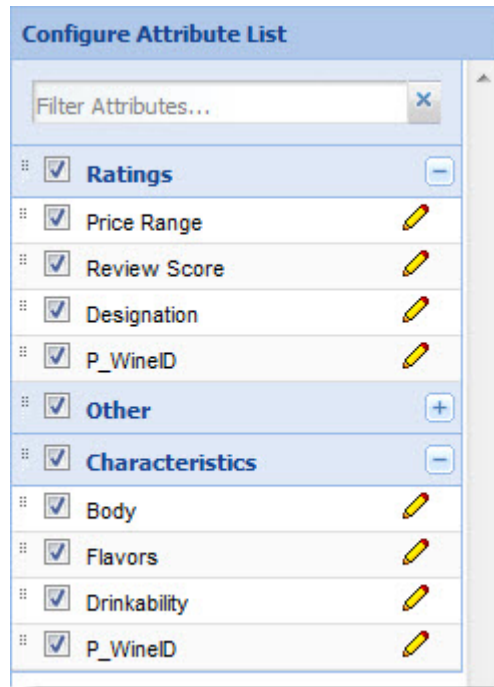 Configure Attribute List
Filter Attributes...
Ratings
Price Range
Review Score
Designation
P_WineID
Other
Characteristics
Body
Flavors
Drinkability
P_WineID